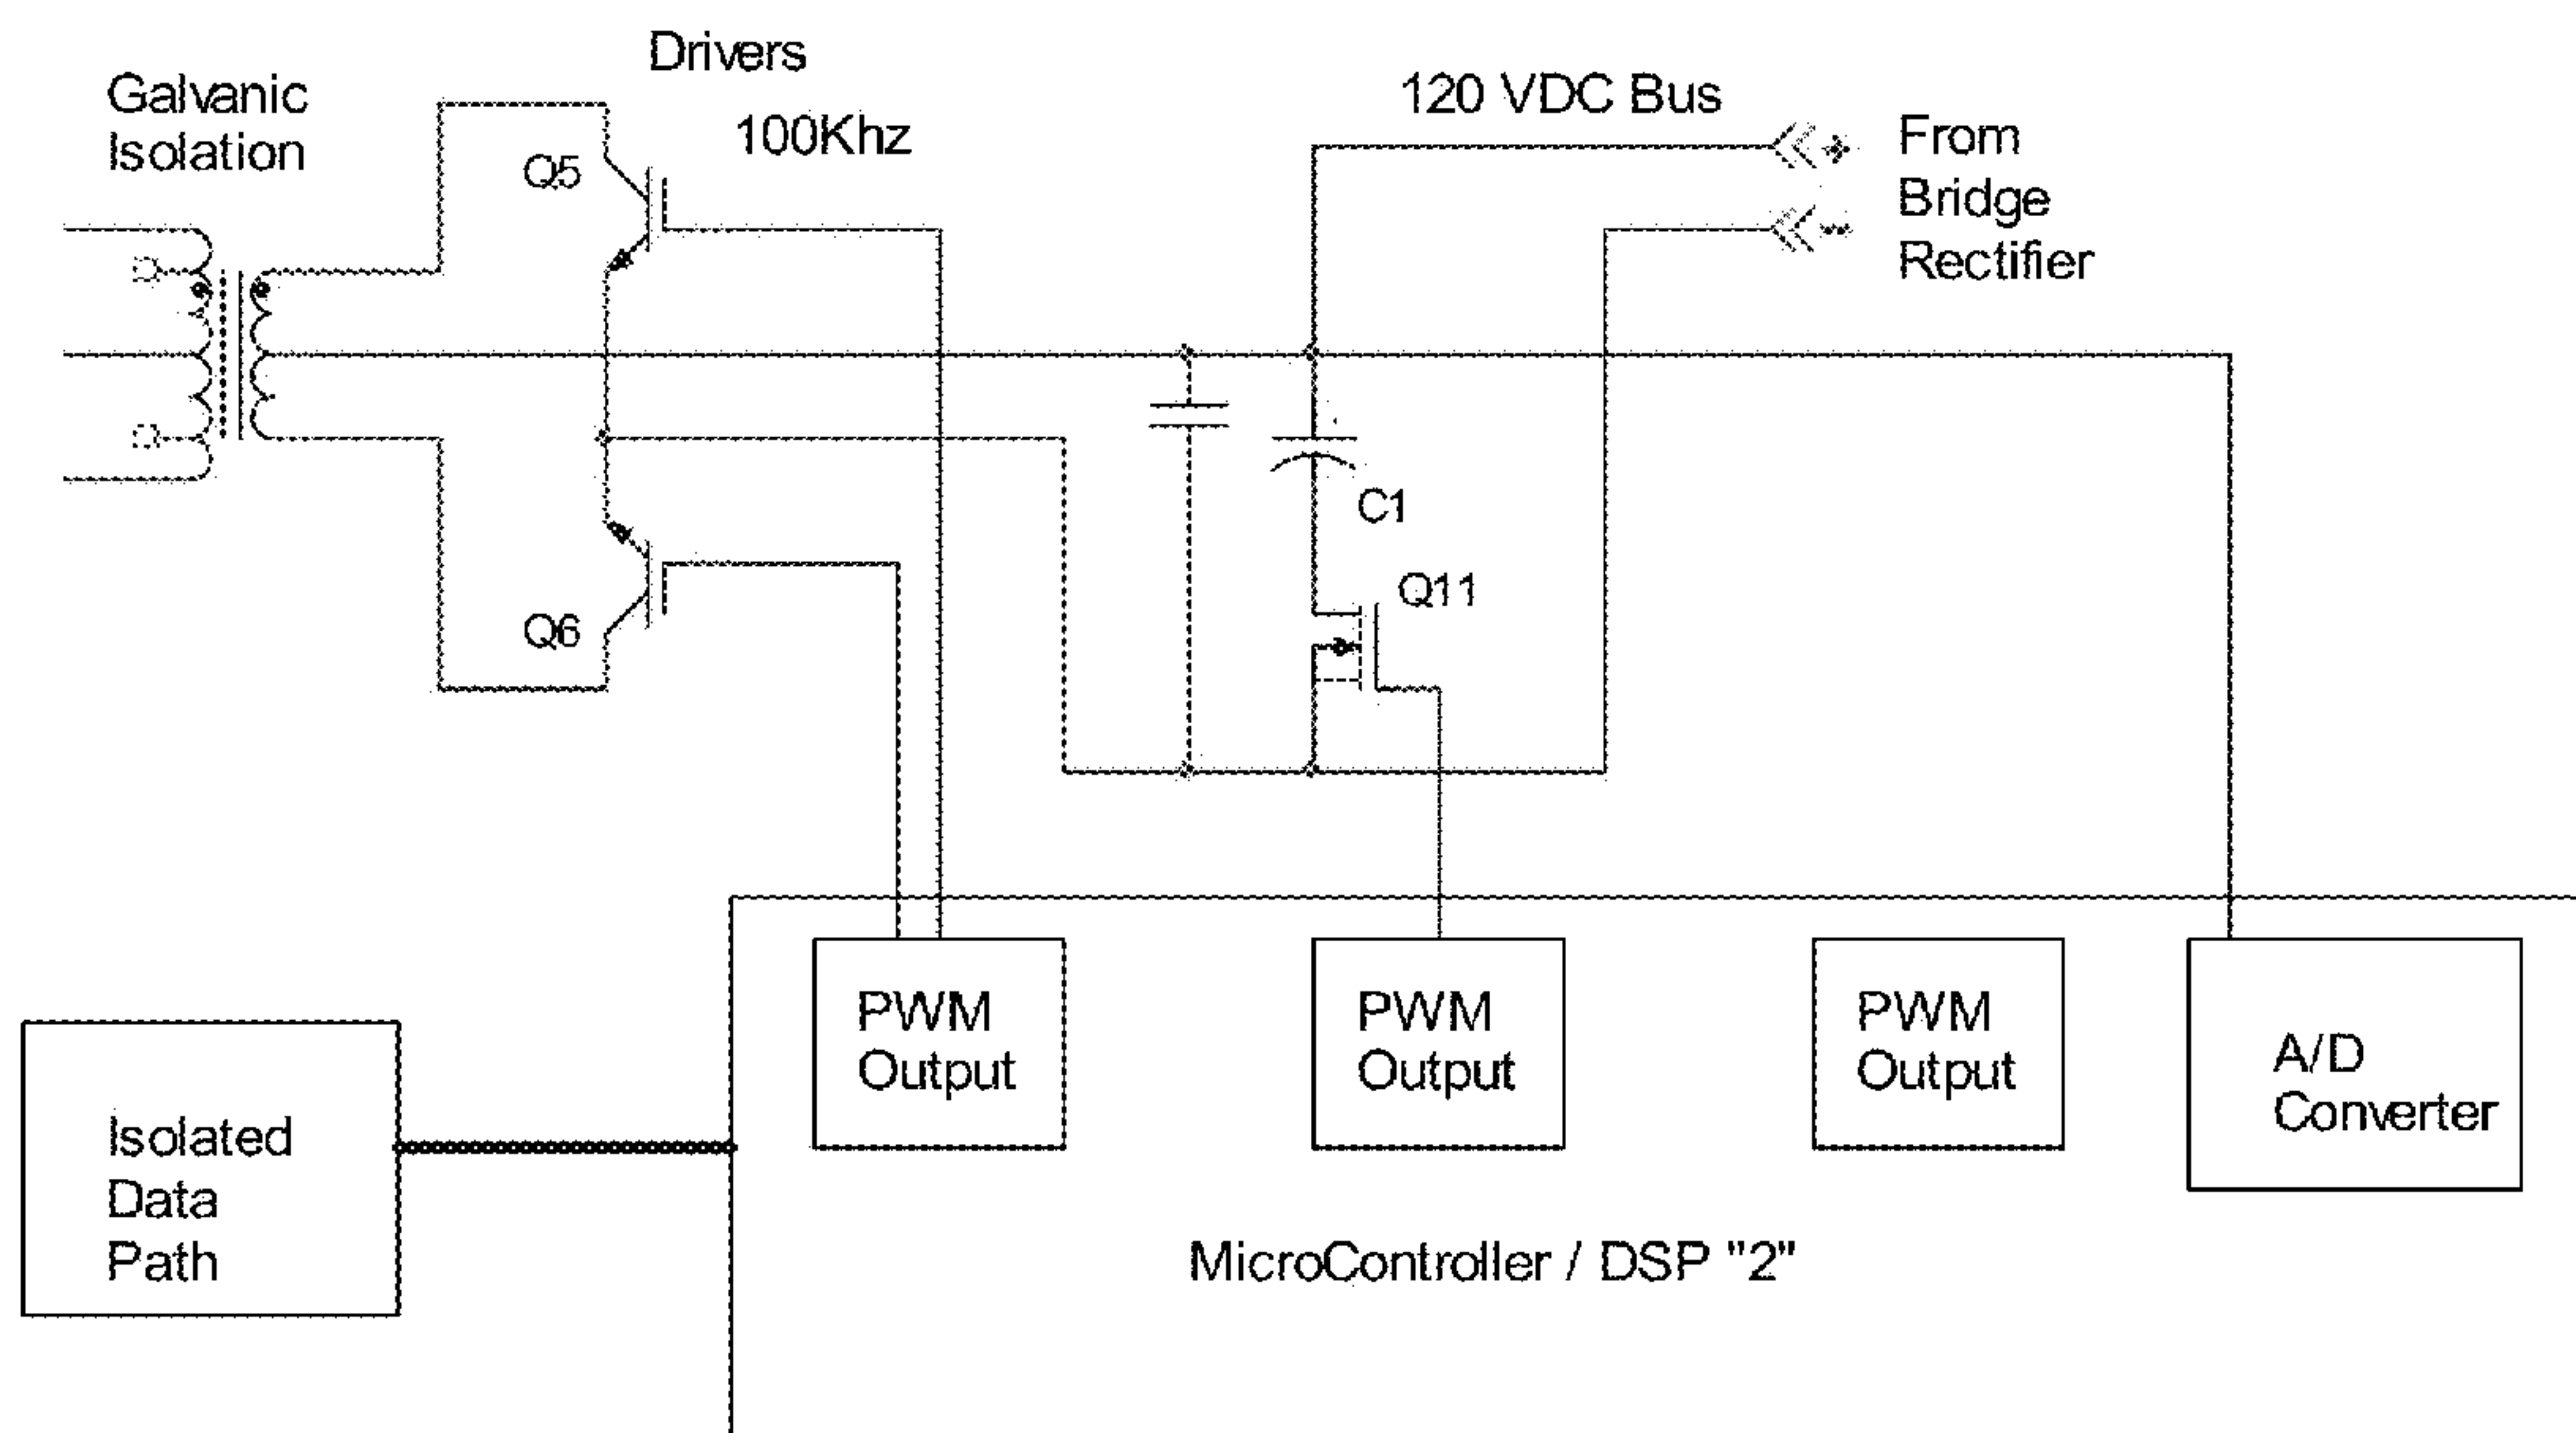 Drivers
Galvanic
Isolation
100Khz
Q5
120 VDC Bus
From
Bridge
Rectifier
C1
Q11
Q6
PWM
Output
PWM
Output
PWM
Output
A/D
Converter
Isolated
Data
Path
MicroController / DSP "2"